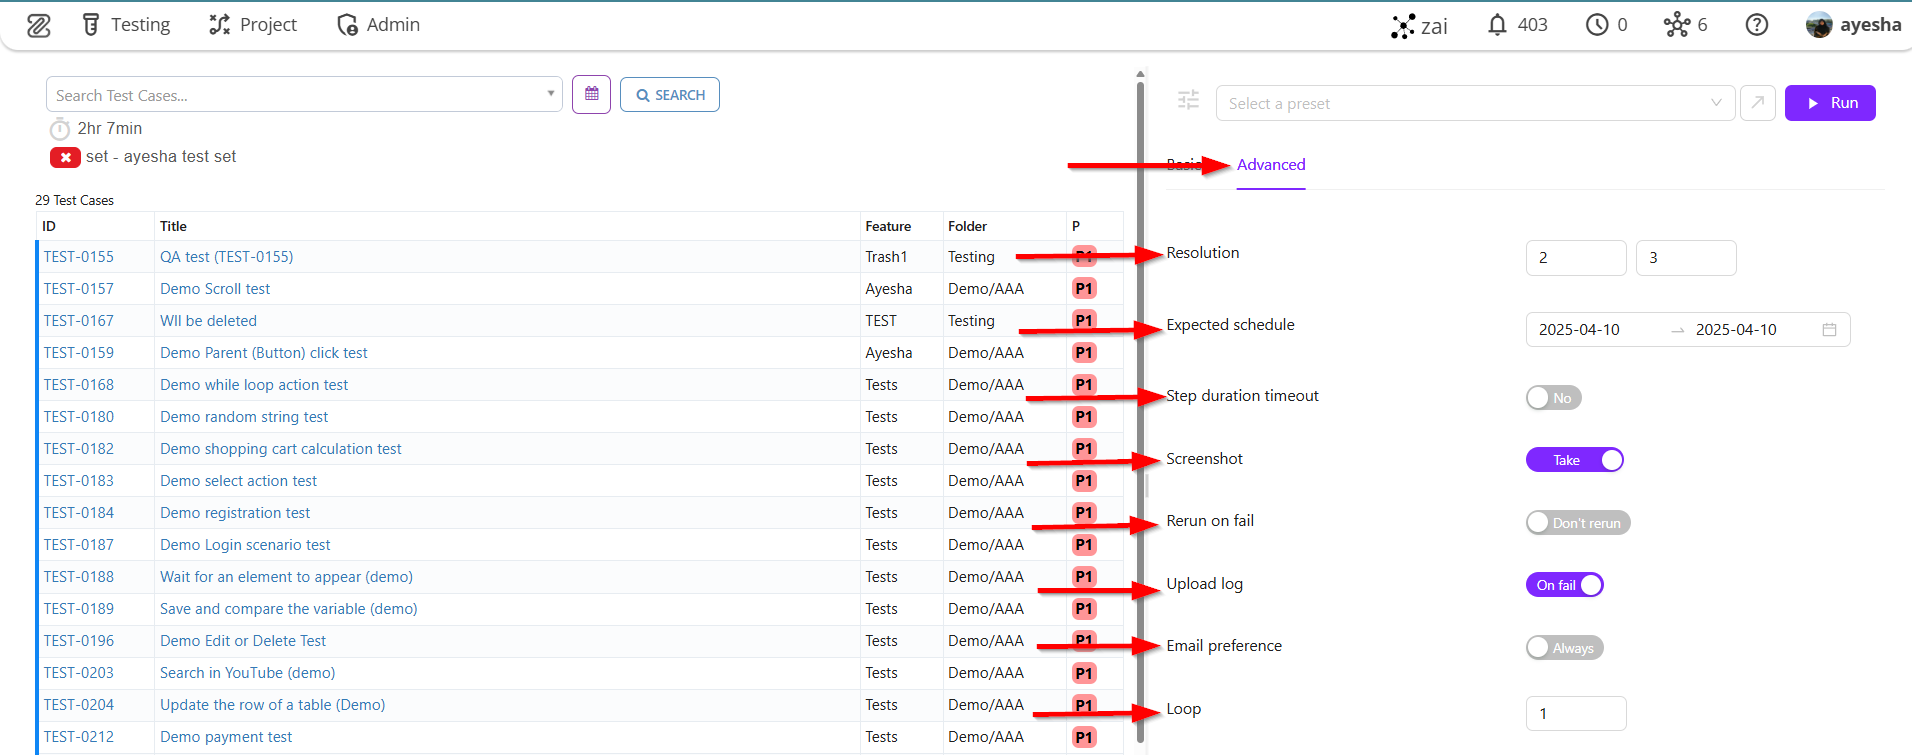 Testing Project Admin zai 403 0 6 ayesha
Search Test Cases... SEARCH
2hr 7min
set - ayesha test set
29 Test Cases
ID Title Feature Folder P
TEST-0155 QA test (TEST-0155) Trash1 Testing P1
TEST-0157 Demo Scroll test Ayesha Demo/AAA P1
TEST-0167 WIl be deleted TEST Testing P1
TEST-0159 Demo Parent (Button) click test Ayesha Demo/AAA P1
TEST-0168 Demo while loop action test Tests Demo/AAA P1
TEST-0180 Demo random string test Tests Demo/AAA P1
TEST-0182 Demo shopping cart calculation test Tests Demo/AAA P1
TEST-0183 Demo select action test Tests Demo/AAA P1
TEST-0184 Demo registration test Tests Demo/AAA P1
TEST-0187 Demo Login scenario test Tests Demo/AAA P1
TEST-0188 Wait for an element to appear (demo) Tests Demo/AAA P1
TEST-0189 Save and compare the variable (demo) Tests Demo/AAA P1
TEST-0196 Demo Edit or Delete Test Tests Demo/AAA P1
TEST-0203 Search in YouTube (demo) Tests Demo/AAA P1
TEST-0204 Update the row of a table (Demo) Tests Demo/AAA P1
TEST-0212 Demo payment test Tests Demo/AAA P1
Select a preset Run
Basic Advanced
Resolution 2 3
Expected schedule 2025-04-10 → 2025-04-10
Step duration timeout No
Screenshot Take
Rerun on fail Don't rerun
Upload log On fail
Email preference Always
Loop 1